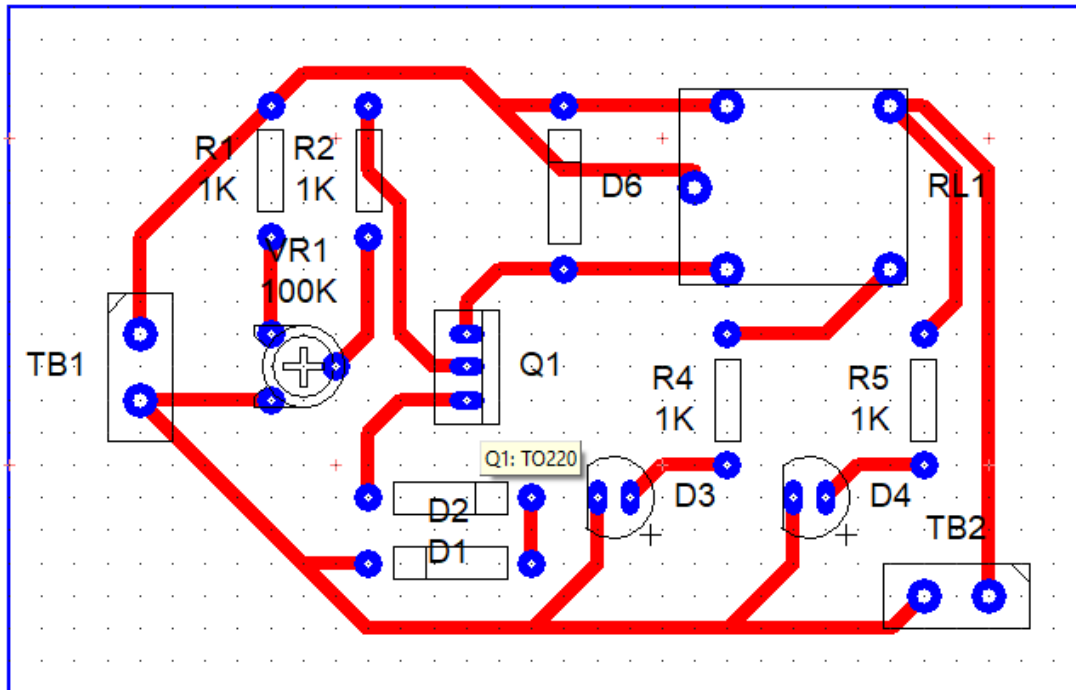 R1
1K
R2
1K
D6
RL1
VR1
100K
TB1
Q1
R4
1K
R5
1K
Q1: TO220
D3
D4
D2
D1
TB2